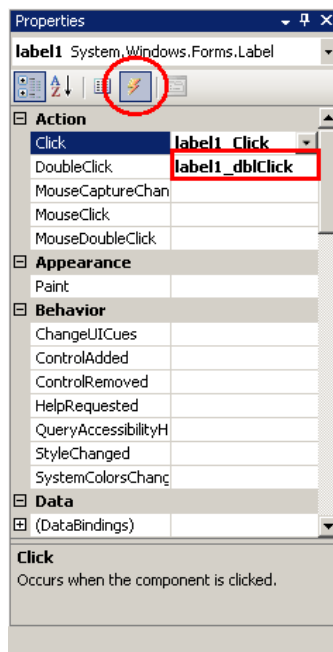 Properties
label1 System.Windows.Forms.Label
Action
Click label1_Click
DoubleClick label1_dblClick
MouseCaptureChan
MouseClick
MouseDoubleClick
Appearance
Paint
Behavior
ChangeUICues
ControlAdded
ControlRemoved
HelpRequested
QueryAccessibilityH
StyleChanged
SystemColorsChang
Data
(DataBindings)
Click
Occurs when the component is clicked.